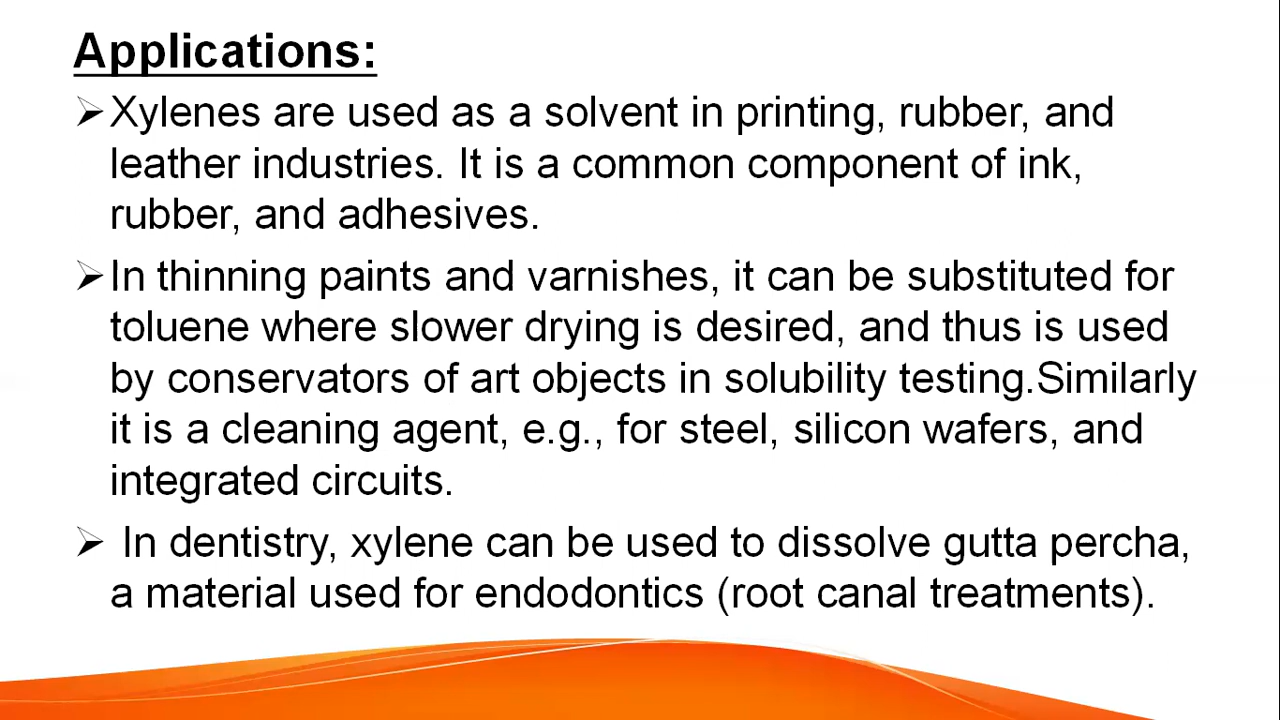 Applications:
➢Xylenes are used as a solvent in printing, rubber, and
leather industries. It is a common component of ink,
rubber, and adhesives.
➢In thinning paints and varnishes, it can be substituted for
toluene where slower drying is desired, and thus is used
by conservators of art objects in solubility testing.Similarly
it is a cleaning agent, e.g., for steel, silicon wafers, and
integrated circuits.
➢ In dentistry, xylene can be used to dissolve gutta percha,
a material used for endodontics (root canal treatments).